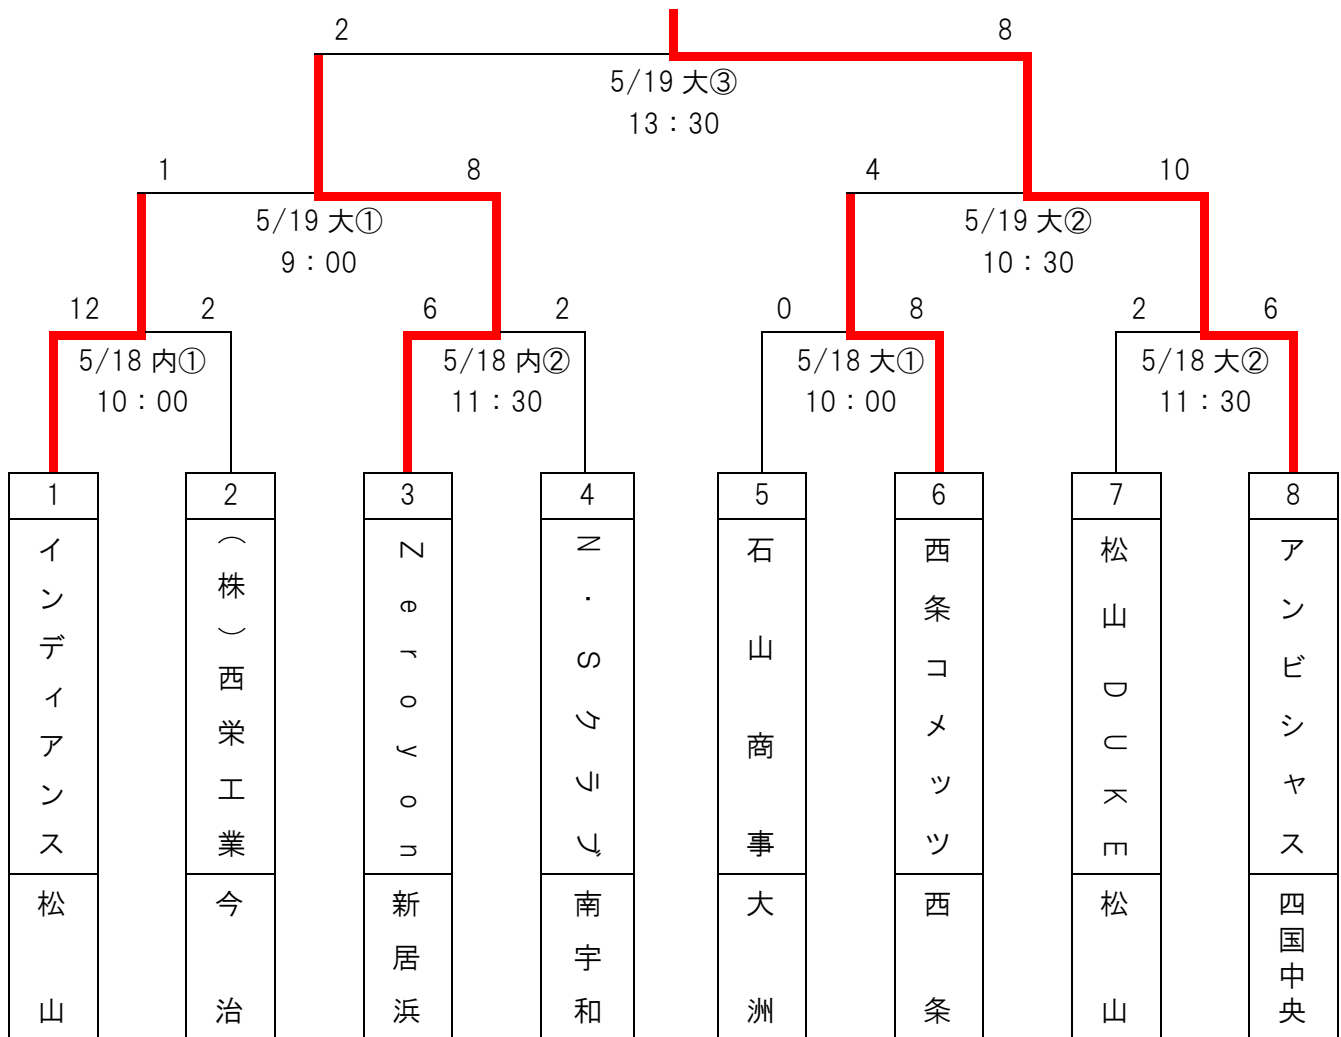 2 8
5/19 大③
13：30
1 8 4 10
5/19 大① 5/19 大②
9：00 10：30
12 2 6 2 0 8 2 6
5/18 内① 5/18 内② 5/18 大① 5/18 大②
10：00 11：30 10：00 11：30
1 2 3 4 5 6 7 8
インディアンス
（株）西栄工業
Zeroyon
N・Sクラブ
石山商事
西条コメッツ
松山DUKE
アンビシャス
松山
今治
新居浜
南宇和
大洲
西条
松山
四国中央